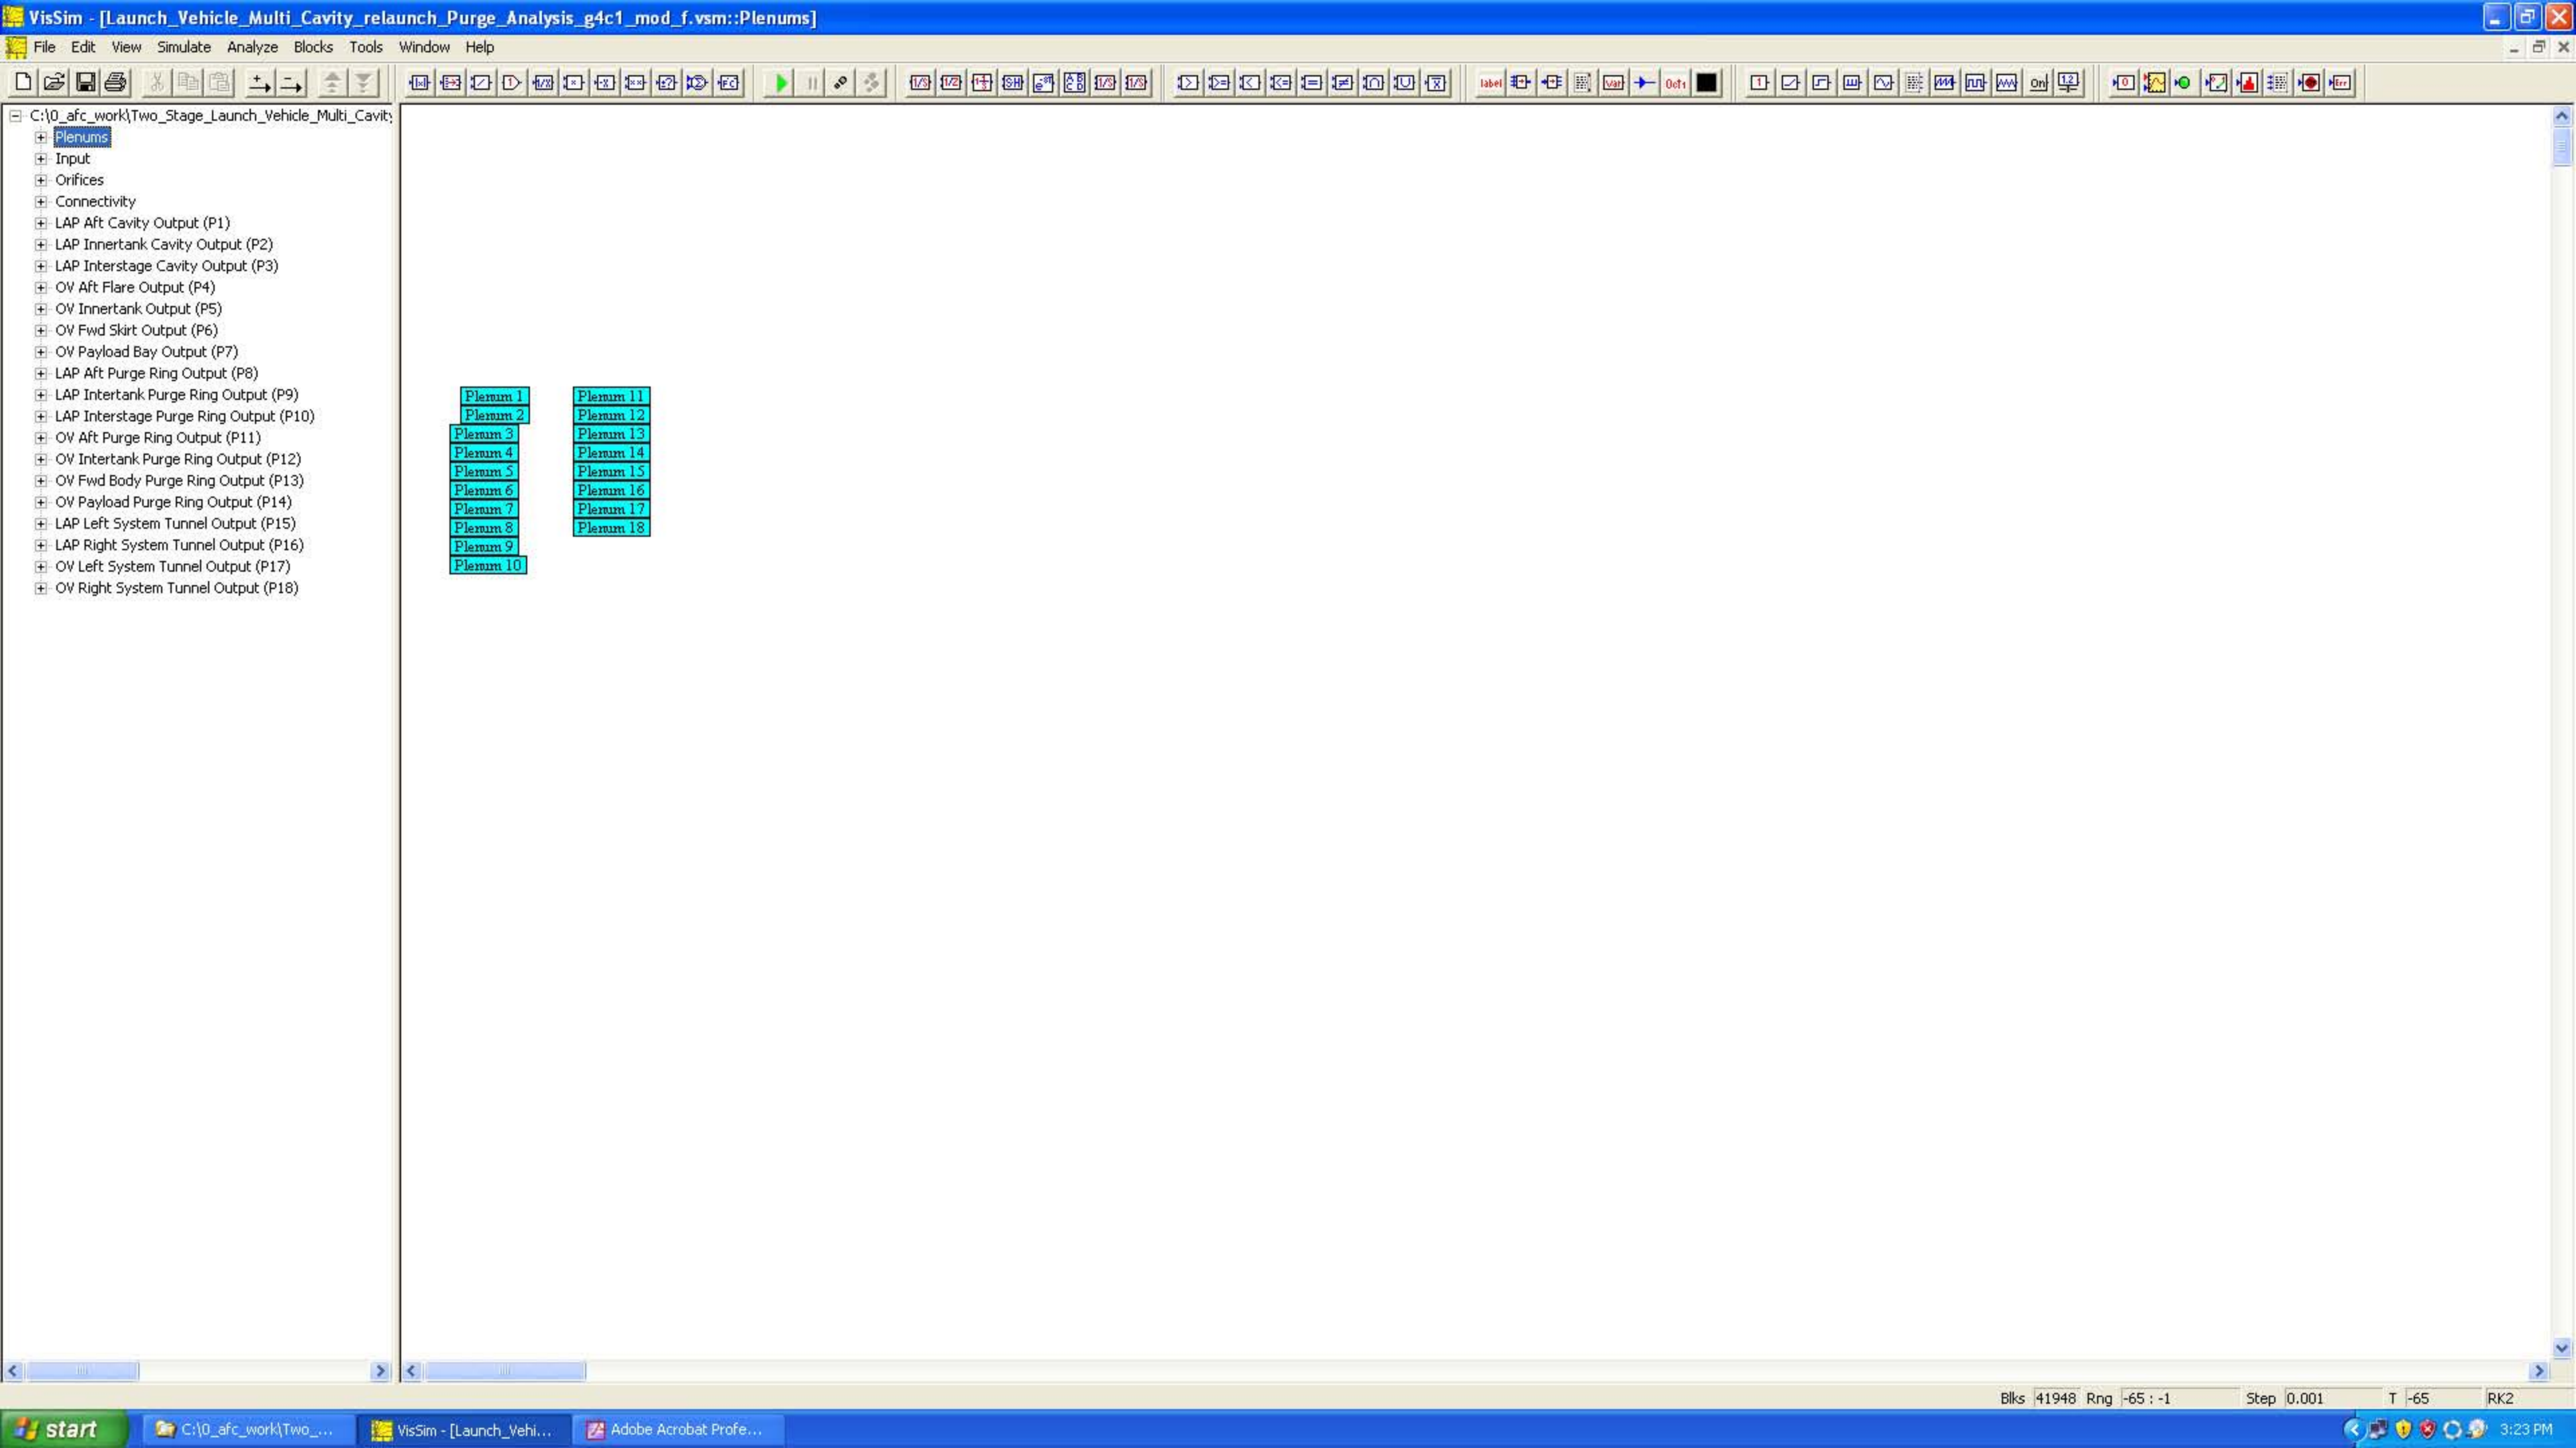 VisSim - [Launch_Vehicle_Multi_Cavity_relaunch_Purge_Analysis_g4c1_mod_f.vsm::Plenums]
File Edit View Simulate Analyze Blocks Tools Window Help
label
var
On
1,2
Err
C:\0_afc_work\Two_Stage_Launch_Vehicle_Multi_Cavity
Plenums
Input
Orifices
Connectivity
LAP Aft Cavity Output (P1)
LAP Innertank Cavity Output (P2)
LAP Interstage Cavity Output (P3)
OV Aft Flare Output (P4)
OV Innertank Output (P5)
OV Fwd Skirt Output (P6)
OV Payload Bay Output (P7)
LAP Aft Purge Ring Output (P8)
LAP Intertank Purge Ring Output (P9)
LAP Interstage Purge Ring Output (P10)
OV Aft Purge Ring Output (P11)
OV Intertank Purge Ring Output (P12)
OV Fwd Body Purge Ring Output (P13)
OV Payload Purge Ring Output (P14)
LAP Left System Tunnel Output (P15)
LAP Right System Tunnel Output (P16)
OV Left System Tunnel Output (P17)
OV Right System Tunnel Output (P18)
Plenum 1
Plenum 2
Plenum 3
Plenum 4
Plenum 5
Plenum 6
Plenum 7
Plenum 8
Plenum 9
Plenum 10
Plenum 11
Plenum 12
Plenum 13
Plenum 14
Plenum 15
Plenum 16
Plenum 17
Plenum 18
Blks 41948 Rng -65 : -1 Step 0.001 T -65 RK2
start C:\0_afc_work\Two_... VisSim - [Launch_Vehi... Adobe Acrobat Profe... 3:23 PM